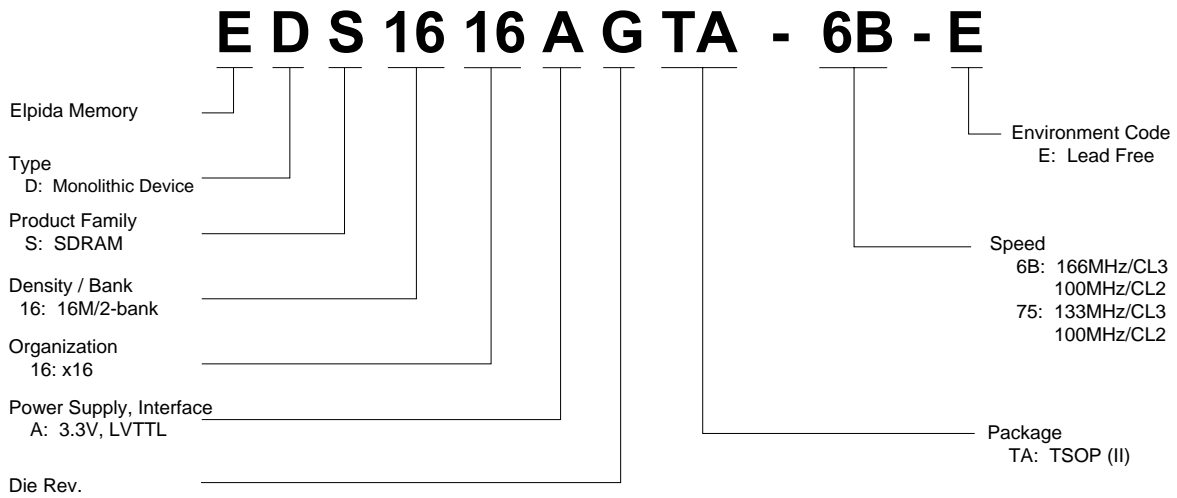 E D S 16 16 A G TA - 6B - E
Elpida Memory
Type
D: Monolithic Device
Product Family
S: SDRAM
Density / Bank
16: 16M/2-bank
Organization
16: x16
Power Supply, Interface
A: 3.3V, LVTTL
Die Rev.
Environment Code
E: Lead Free
Speed
6B: 166MHz/CL3
100MHz/CL2
75: 133MHz/CL3
100MHz/CL2
Package
TA: TSOP (II)